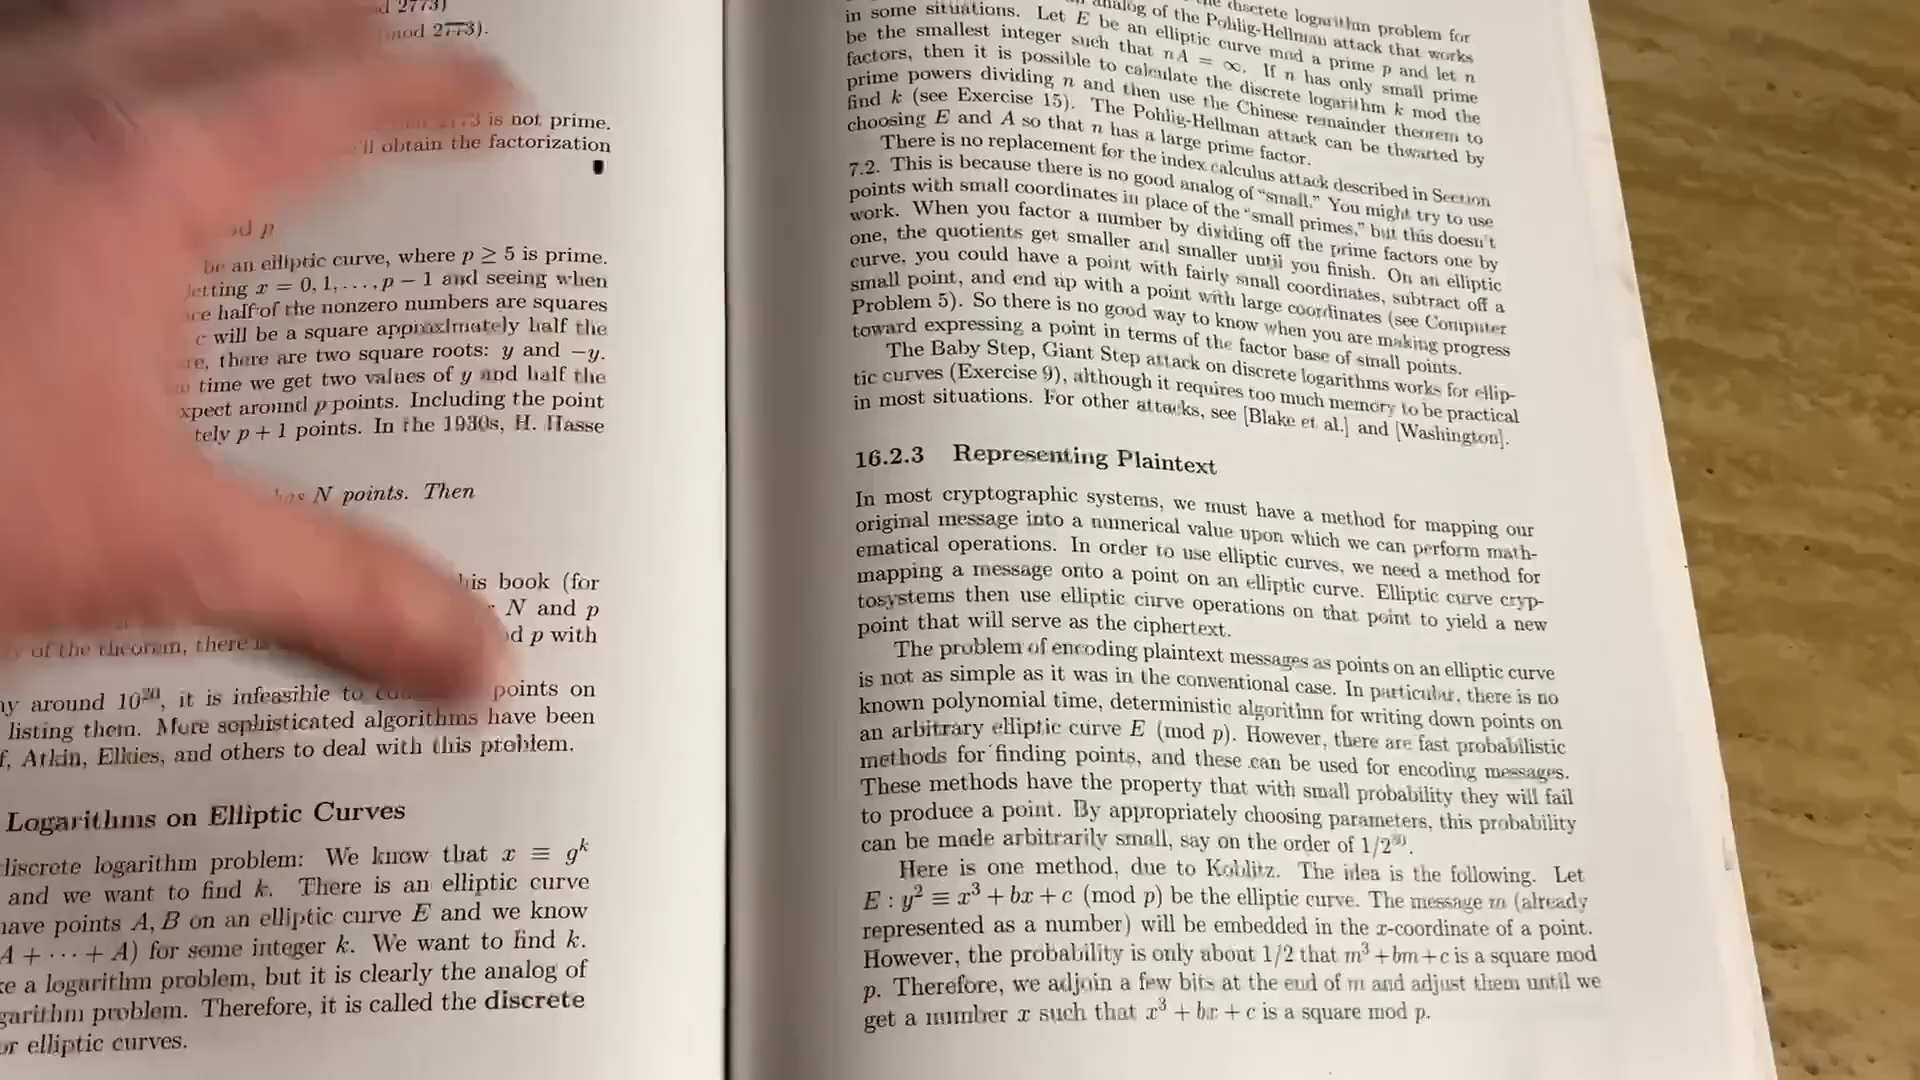 d 2773)
mod 2773).
2773 is not prime.
'll obtain the factorization
od p
be an elliptic curve, where p ≥ 5 is prime.
letting x = 0, 1, . . . , p − 1 and seeing when
ce half of the nonzero numbers are squares
c will be a square approximately half the
re, there are two square roots: y and −y.
time we get two values of y and half the
xpect around p points. Including the point
tely p + 1 points. In the 1930s, H. Hasse
has N points. Then
his book (for
N and p
od p with
of the theorem, there is
ay around 10²⁰, it is infeasible to points on
listing them. More sophisticated algorithms have been
f, Atkin, Elkies, and others to deal with this problem.
Logarithms on Elliptic Curves
discrete logarithm problem: We know that x ≡ gᵏ
and we want to find k. There is an elliptic curve
have points A, B on an elliptic curve E and we know
A + · · · + A) for some integer k. We want to find k.
ke a logarithm problem, but it is clearly the analog of
garithm problem. Therefore, it is called the discrete
or elliptic curves.
the discrete logarithm problem for
analog of the Pohlig-Hellman attack that works
in some situations. Let E be an elliptic curve mod a prime p and let n
be the smallest integer such that nA = ∞. If n has only small prime
factors, then it is possible to calculate the discrete logarithm k mod the
prime powers dividing n and then use the Chinese remainder theorem to
find k (see Exercise 15). The Pohlig-Hellman attack can be thwarted by
choosing E and A so that n has a large prime factor.
There is no replacement for the index calculus attack described in Section
7.2. This is because there is no good analog of “small.” You might try to use
points with small coordinates in place of the “small primes,” but this doesn't
work. When you factor a number by dividing off the prime factors one by
one, the quotients get smaller and smaller until you finish. On an elliptic
curve, you could have a point with fairly small coordinates, subtract off a
small point, and end up with a point with large coordinates (see Computer
Problem 5). So there is no good way to know when you are making progress
toward expressing a point in terms of the factor base of small points.
The Baby Step, Giant Step attack on discrete logarithms works for ellip-
tic curves (Exercise 9), although it requires too much memory to be practical
in most situations. For other attacks, see [Blake et al.] and [Washington].
16.2.3 Representing Plaintext
In most cryptographic systems, we must have a method for mapping our
original message into a numerical value upon which we can perform math-
ematical operations. In order to use elliptic curves, we need a method for
mapping a message onto a point on an elliptic curve. Elliptic curve cryp-
tosystems then use elliptic curve operations on that point to yield a new
point that will serve as the ciphertext.
The problem of encoding plaintext messages as points on an elliptic curve
is not as simple as it was in the conventional case. In particular, there is no
known polynomial time, deterministic algorithm for writing down points on
an arbitrary elliptic curve E (mod p). However, there are fast probabilistic
methods for finding points, and these can be used for encoding messages.
These methods have the property that with small probability they will fail
to produce a point. By appropriately choosing parameters, this probability
can be made arbitrarily small, say on the order of 1/2³⁰.
Here is one method, due to Koblitz. The idea is the following. Let
E : y² ≡ x³ + bx + c (mod p) be the elliptic curve. The message m (already
represented as a number) will be embedded in the x-coordinate of a point.
However, the probability is only about 1/2 that m³ + bm + c is a square mod
p. Therefore, we adjoin a few bits at the end of m and adjust them until we
get a number x such that x³ + bx + c is a square mod p.